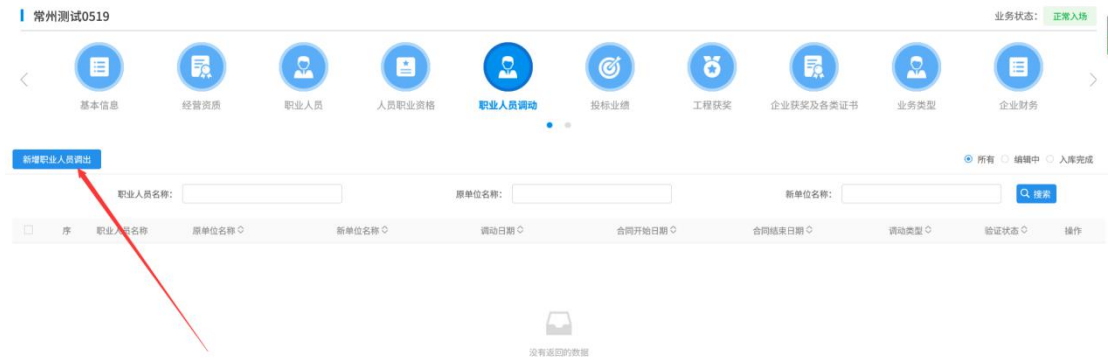 常州测试0519 业务状态： 正常入场
基本信息 经营资质 职业人员 人员职业资格 职业人员调动 投标业绩 工程获奖 企业获奖及各类证书 业务类型 企业财务
新增职业人员调出 所有 编辑中 入库完成
职业人员名称： 原单位名称： 新单位名称： 搜索
序 职业人员名称 原单位名称 新单位名称 调动日期 合同开始日期 合同结束日期 调动类型 验证状态 操作
没有返回的数据